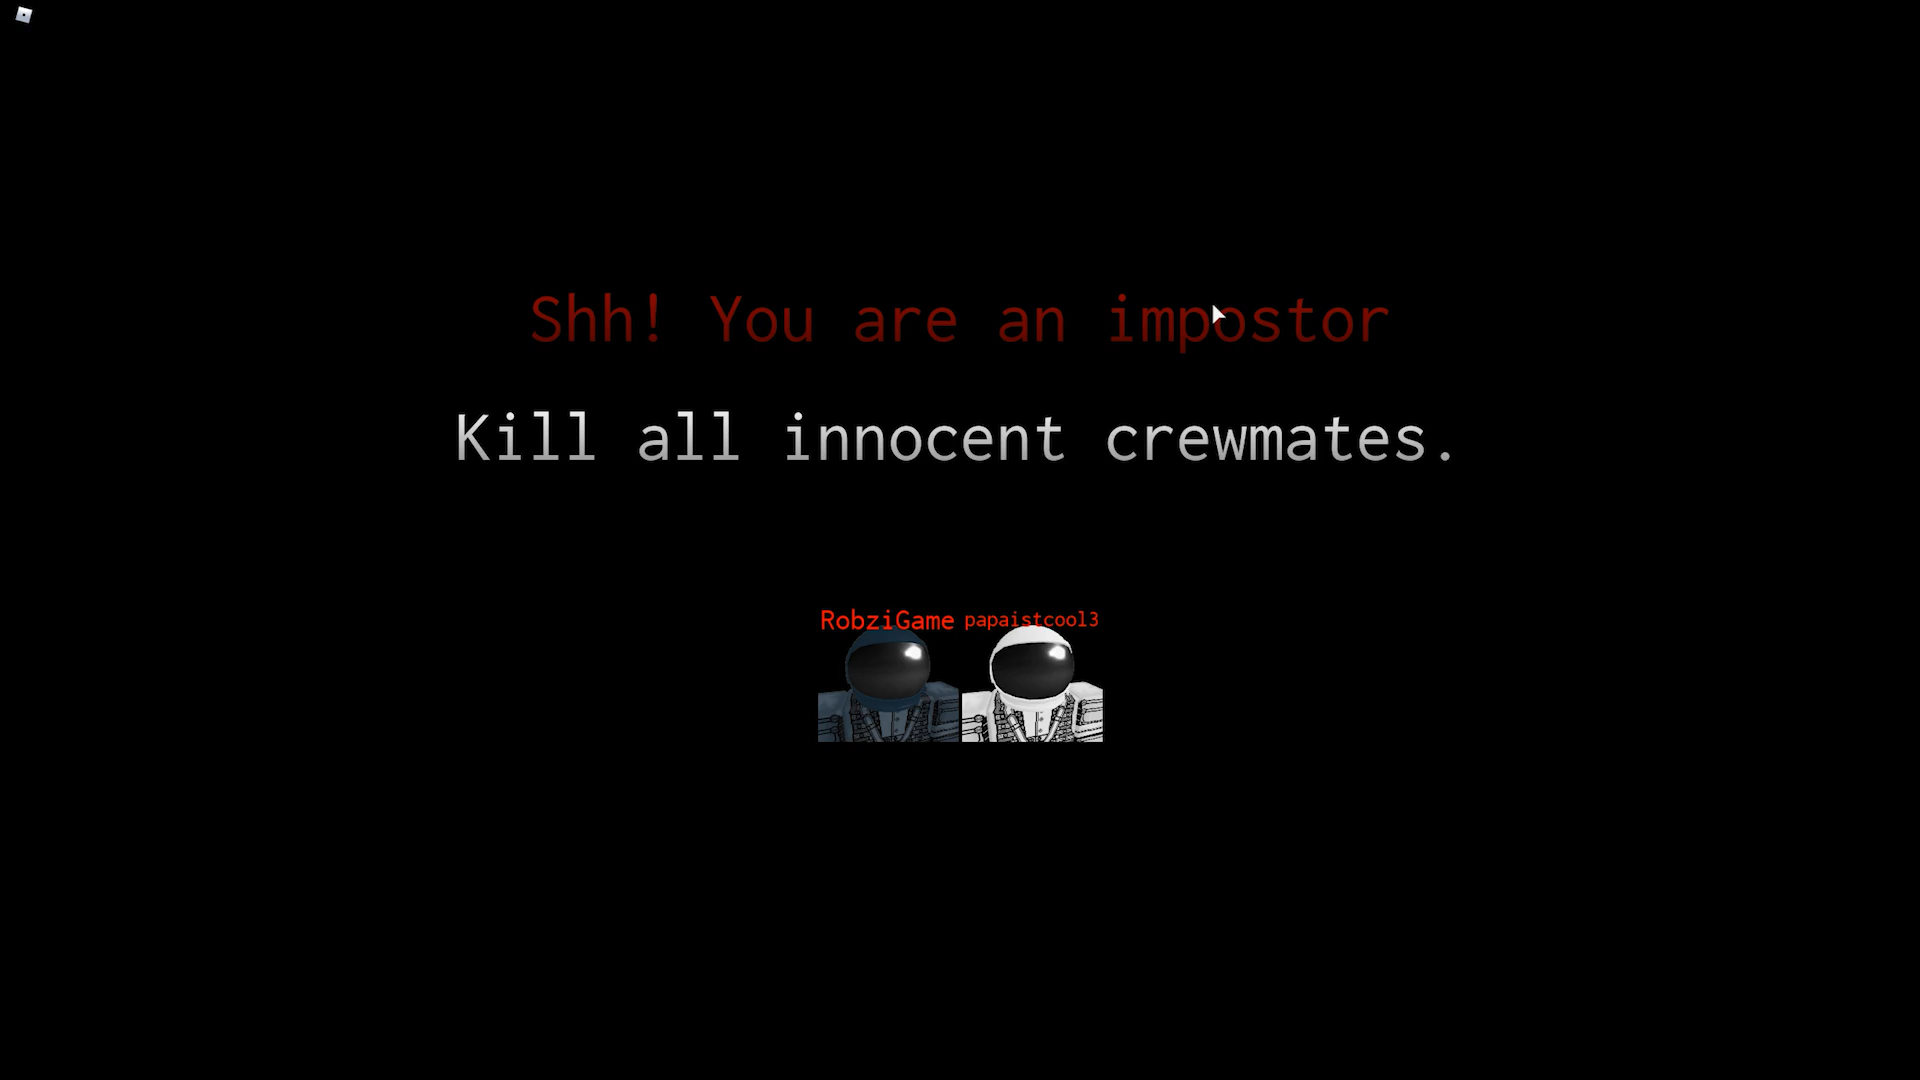 Shh! You are an impostor
Kill all innocent crewmates.
RobziGame papaistcool3